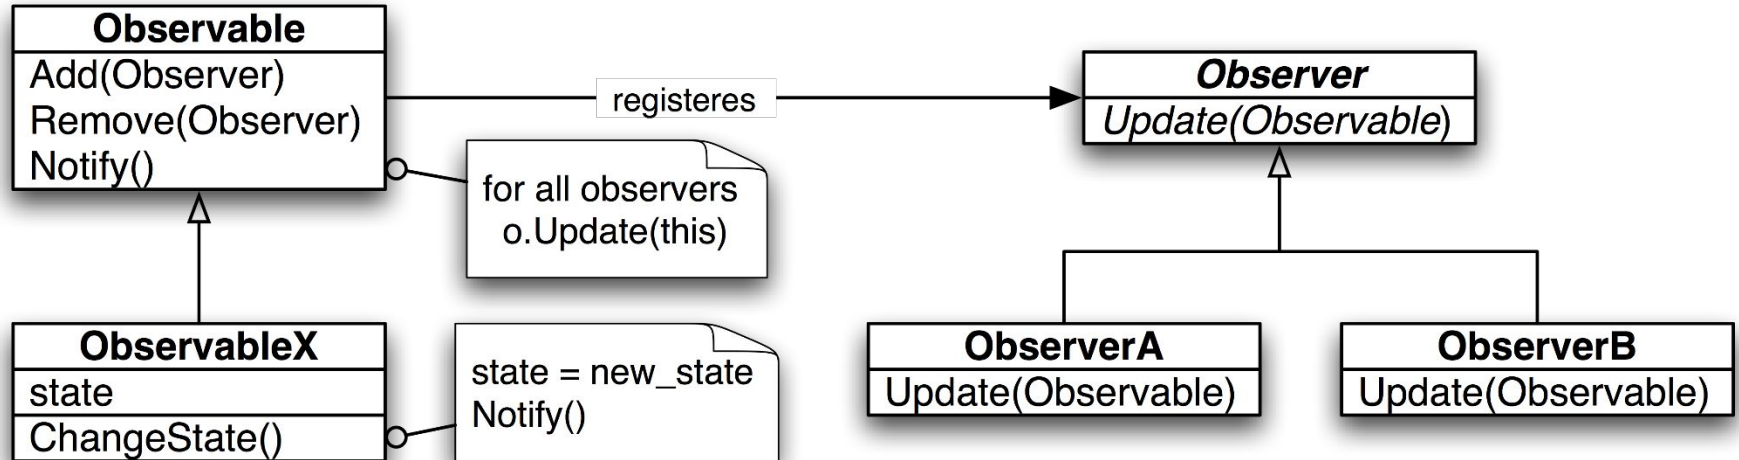 Observable
Add(Observer)
Remove(Observer)
Notify()
registeres
Observer
Update(Observable)
for all observers
o.Update(this)
ObservableX
state
ChangeState()
state = new_state
Notify()
ObserverA
Update(Observable)
ObserverB
Update(Observable)